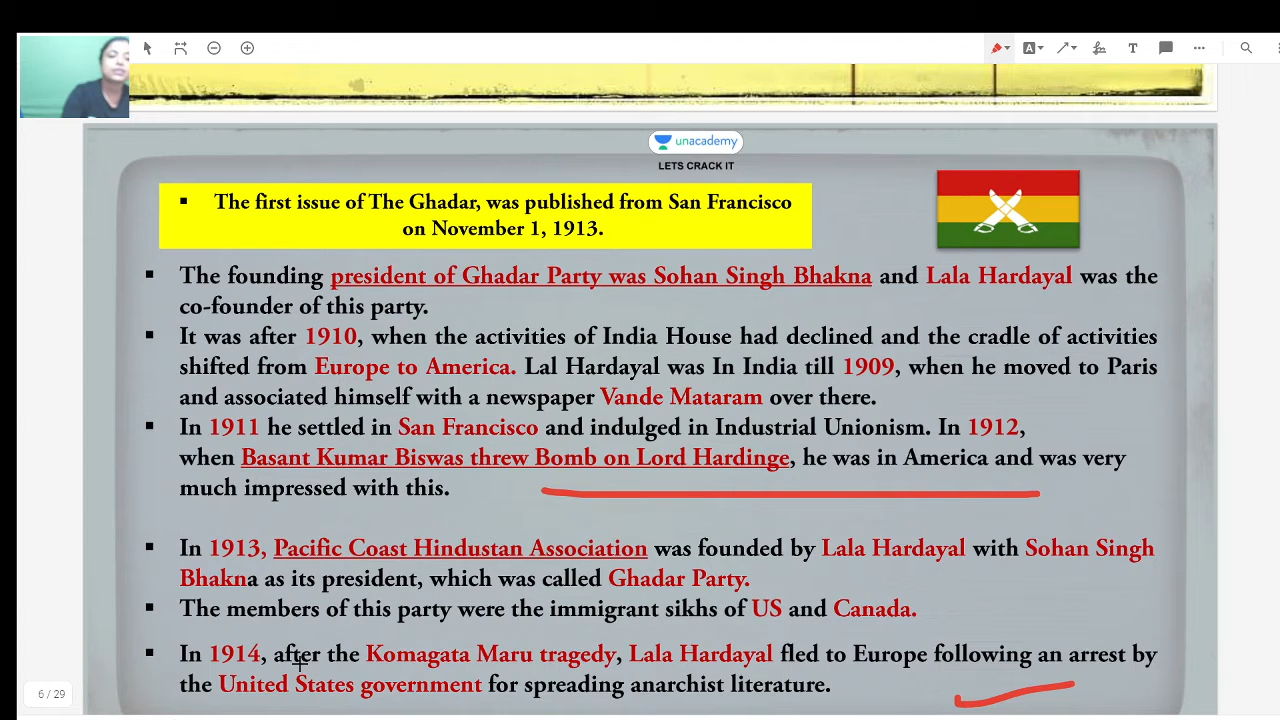 unacademy
LETS CRACK IT
▪ The first issue of The Ghadar, was published from San Francisco
on November 1, 1913.
▪ The founding president of Ghadar Party was Sohan Singh Bhakna and Lala Hardayal was the
co-founder of this party.
▪ It was after 1910, when the activities of India House had declined and the cradle of activities
shifted from Europe to America. Lal Hardayal was In India till 1909, when he moved to Paris
and associated himself with a newspaper Vande Mataram over there.
▪ In 1911 he settled in San Francisco and indulged in Industrial Unionism. In 1912,
when Basant Kumar Biswas threw Bomb on Lord Hardinge, he was in America and was very
much impressed with this.
▪ In 1913, Pacific Coast Hindustan Association was founded by Lala Hardayal with Sohan Singh
Bhakna as its president, which was called Ghadar Party.
▪ The members of this party were the immigrant sikhs of US and Canada.
▪ In 1914, after the Komagata Maru tragedy, Lala Hardayal fled to Europe following an arrest by
the United States government for spreading anarchist literature.
6 / 29